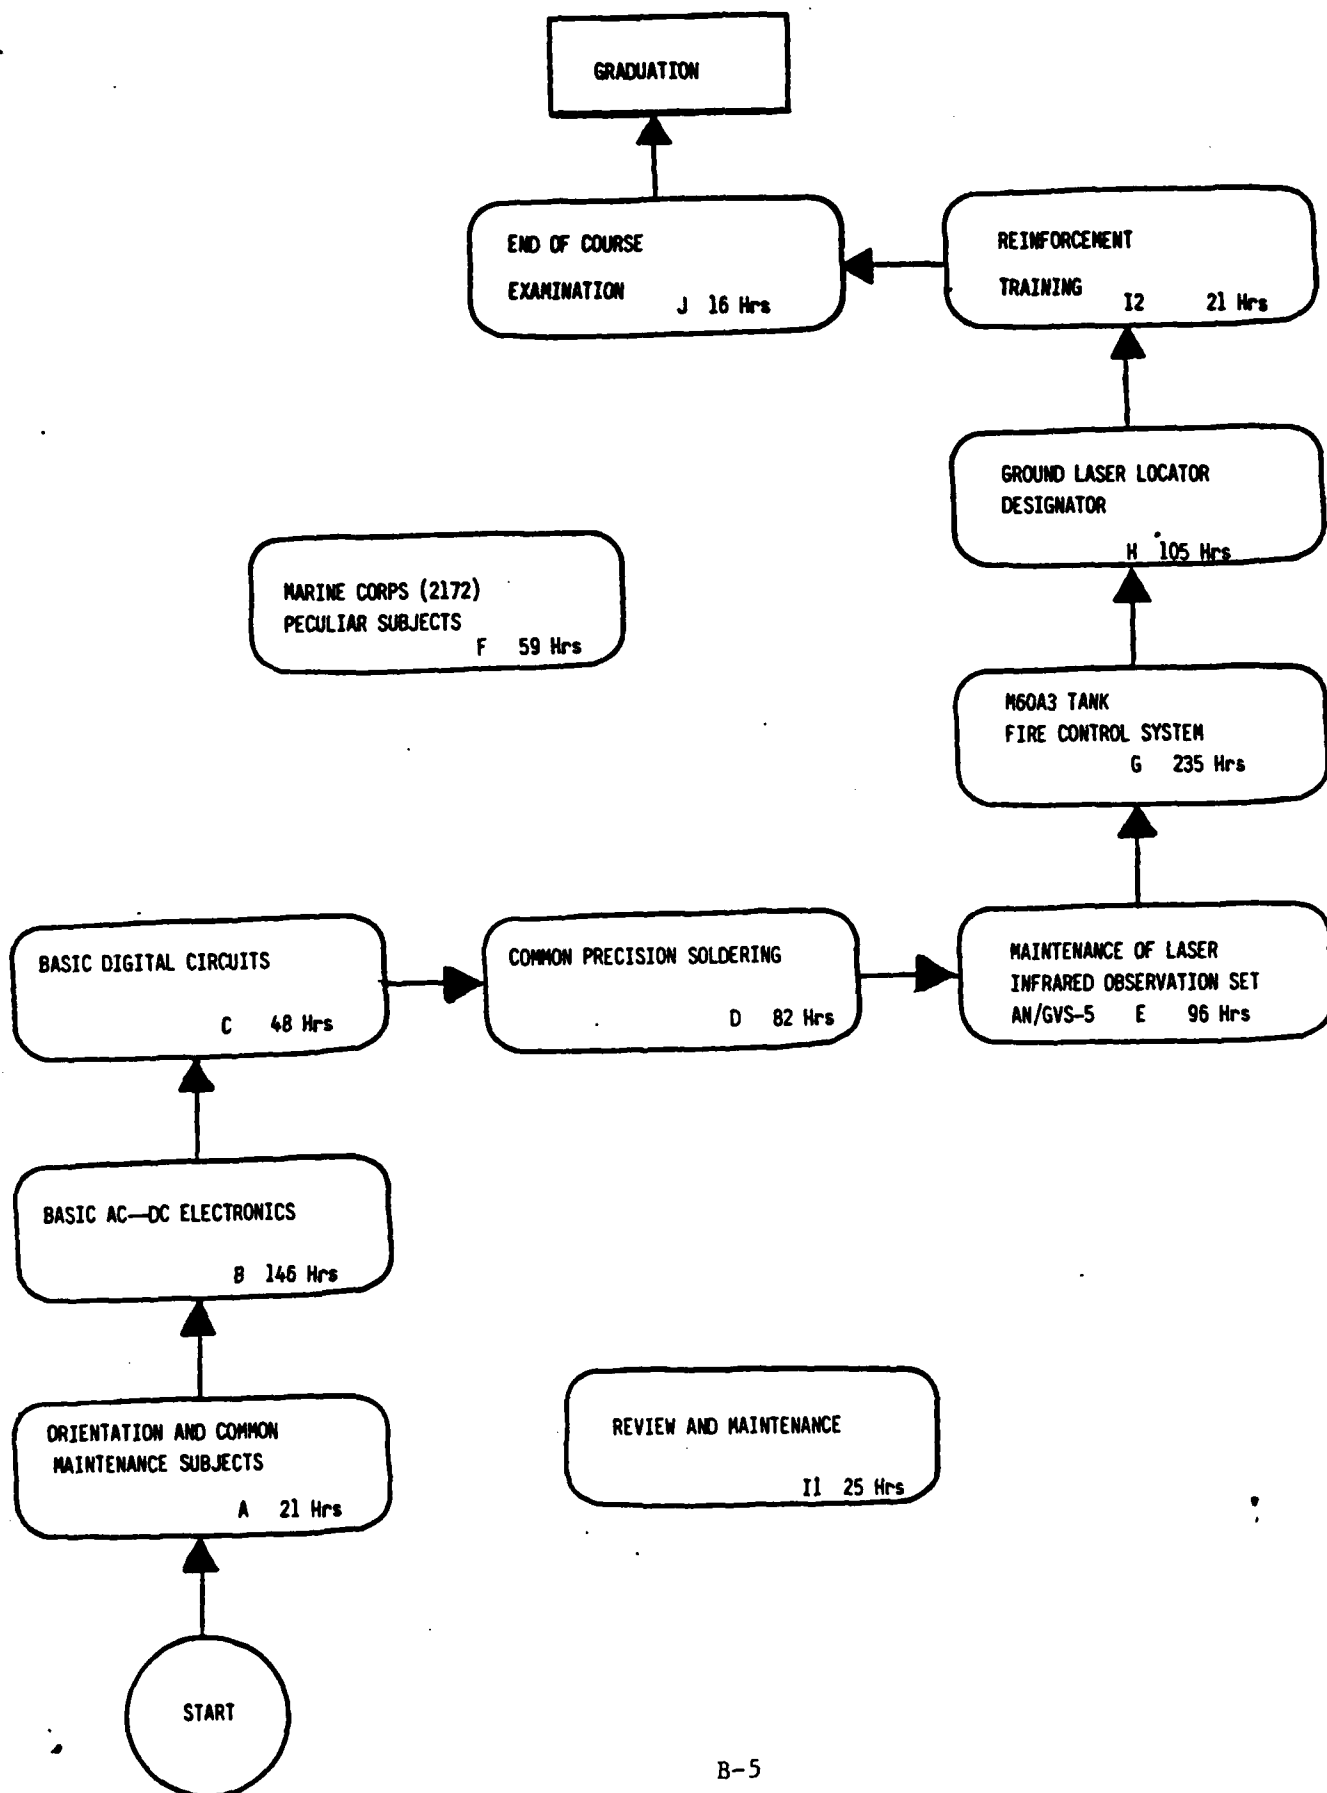 GRADUATION
END OF COURSE
EXAMINATION
J 16 Hrs
REINFORCEMENT
TRAINING
I2 21 Hrs
GROUND LASER LOCATOR
DESIGNATOR
H 105 Hrs
MARINE CORPS (2172)
PECULIAR SUBJECTS
F 59 Hrs
M60A3 TANK
FIRE CONTROL SYSTEM
G 235 Hrs
BASIC DIGITAL CIRCUITS
C 48 Hrs
COMMON PRECISION SOLDERING
D 82 Hrs
MAINTENANCE OF LASER
INFRARED OBSERVATION SET
AN/GVS-5 E 96 Hrs
BASIC AC—DC ELECTRONICS
B 146 Hrs
ORIENTATION AND COMMON
MAINTENANCE SUBJECTS
A 21 Hrs
REVIEW AND MAINTENANCE
I1 25 Hrs
START
B-5